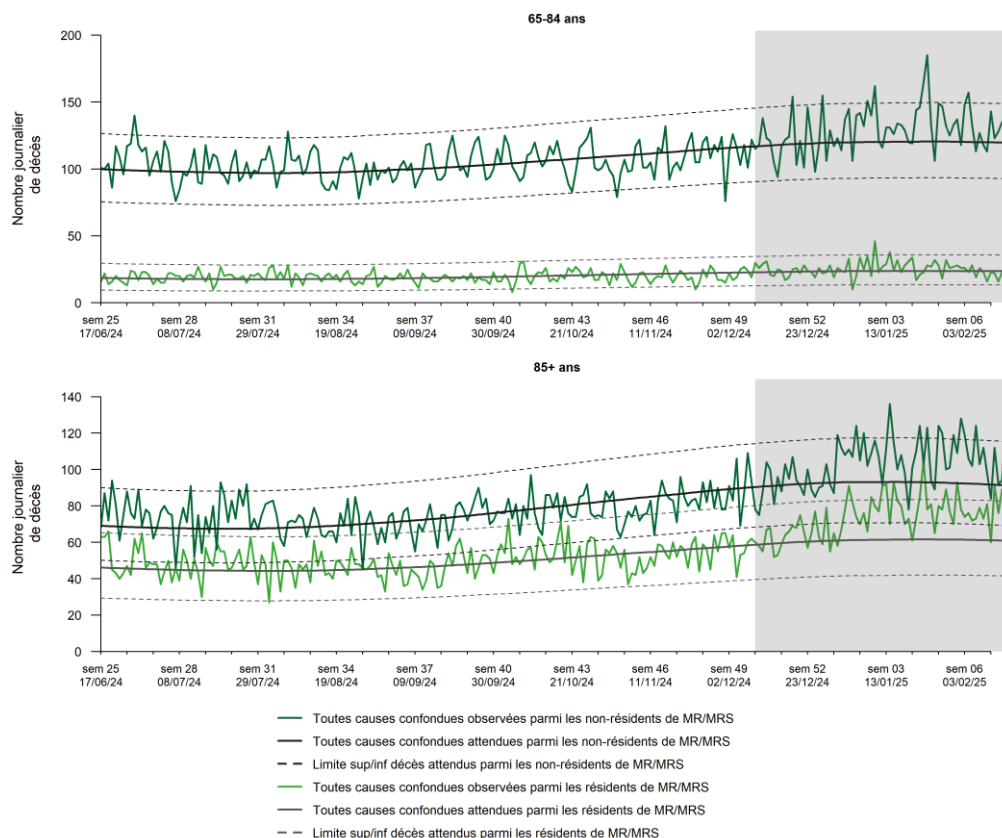 65-84 ans
Nombre journalier
de décès
200
150
100
50
0
sem 25 sem 28 sem 31 sem 34 sem 37 sem 40 sem 43 sem 46 sem 49 sem 52 sem 03 sem 06
17/06/24 08/07/24 29/07/24 19/08/24 09/09/24 30/09/24 21/10/24 11/11/24 02/12/24 23/12/24 13/01/25 03/02/25
85+ ans
Nombre journalier
de décès
140
120
100
80
60
40
20
0
sem 25 sem 28 sem 31 sem 34 sem 37 sem 40 sem 43 sem 46 sem 49 sem 52 sem 03 sem 06
17/06/24 08/07/24 29/07/24 19/08/24 09/09/24 30/09/24 21/10/24 11/11/24 02/12/24 23/12/24 13/01/25 03/02/25
Toutes causes confondues observées parmi les non-résidents de MR/MRS
Toutes causes confondues attendues parmi les non-résidents de MR/MRS
Limite sup/inf décès attendus parmi les non-résidents de MR/MRS
Toutes causes confondues observées parmi les résidents de MR/MRS
Toutes causes confondues attendues parmi les résidents de MR/MRS
Limite sup/inf décès attendus parmi les résidents de MR/MRS